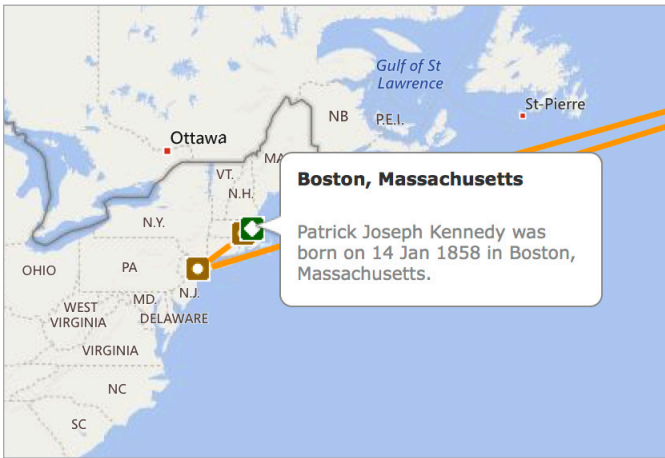 Gulf of St
Lawrence
St-Pierre
NB
P.E.I.
Ottawa
VT.
N.H.
N.Y.
OHIO
PA
N.J.
MD.
WEST
VIRGINIA
DELAWARE
VIRGINIA
NC
SC
Boston, Massachusetts
Patrick Joseph Kennedy was
born on 14 Jan 1858 in Boston,
Massachusetts.